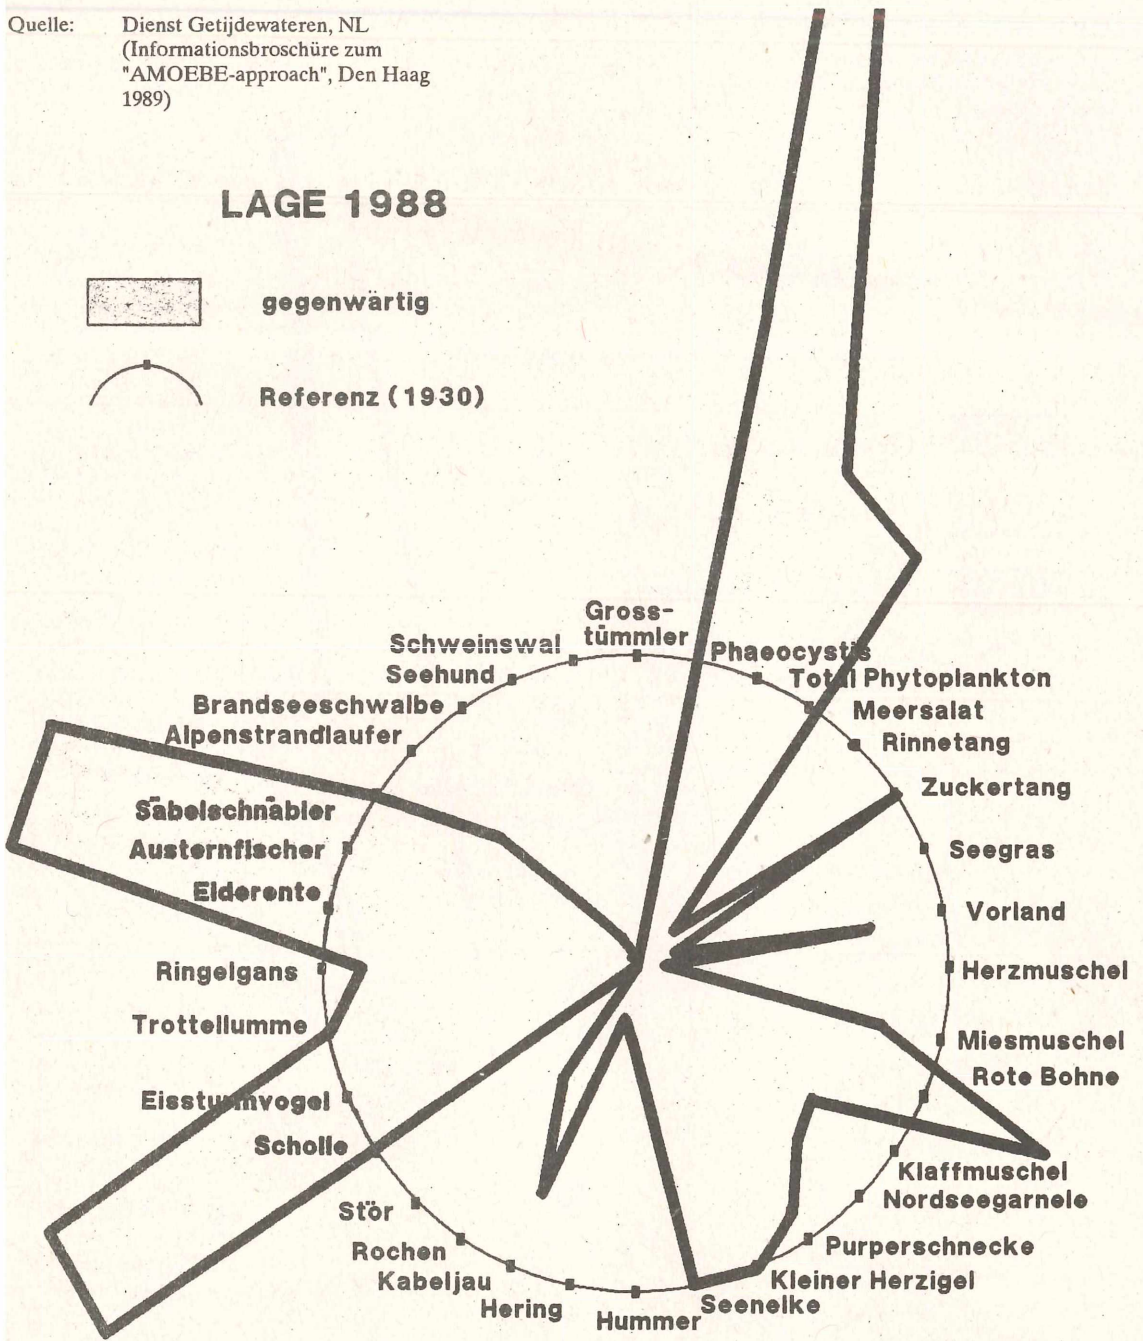 Quelle: Dienst Getijdewateren, NL
(Informationsbroschüre zum
"AMOEBE-approach", Den Haag
1989)
LAGE 1988
gegenwärtig
Referenz (1930)
Gross-
tümmler
Schweinswal
Seehund
Brandseeschwalbe
Alpenstrandlaufer
Säbelschnäbler
Austernfischer
Eiderente
Ringelgans
Trottellumme
Eissturmvogel
Scholle
Stör
Rochen
Kabeljau
Hering
Hummer
Seenelke
Kleiner Herzigel
Purperschnecke
Nordseegarnele
Klaffmuschel
Rote Bohne
Miesmuschel
Herzmuschel
Vorland
Seegras
Zuckertang
Rinnetang
Meersalat
Total Phytoplankton
Phaeocystis